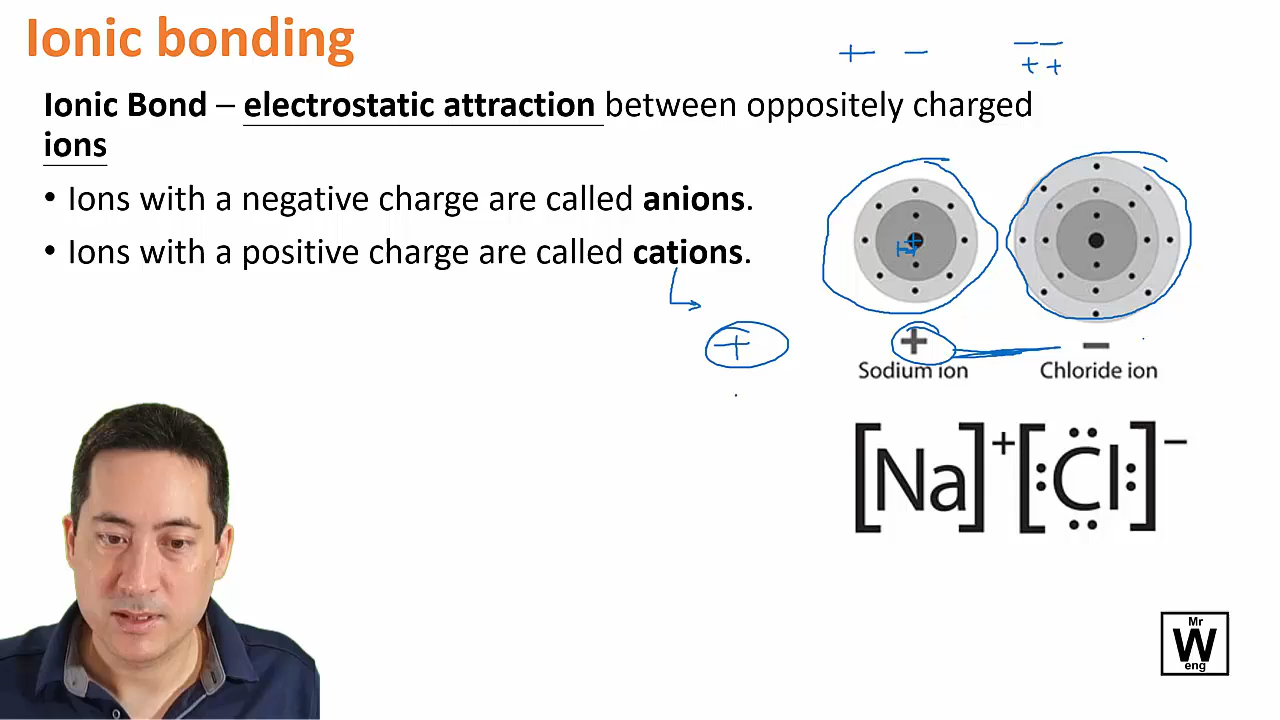 Ionic bonding
+ − − −
+ +
Ionic Bond – electrostatic attraction between oppositely charged
ions
• Ions with a negative charge are called anions.
• Ions with a positive charge are called cations.
+
+ −
Sodium ion Chloride ion
[Na]+ [:Cl:]−
Mr
W
eng